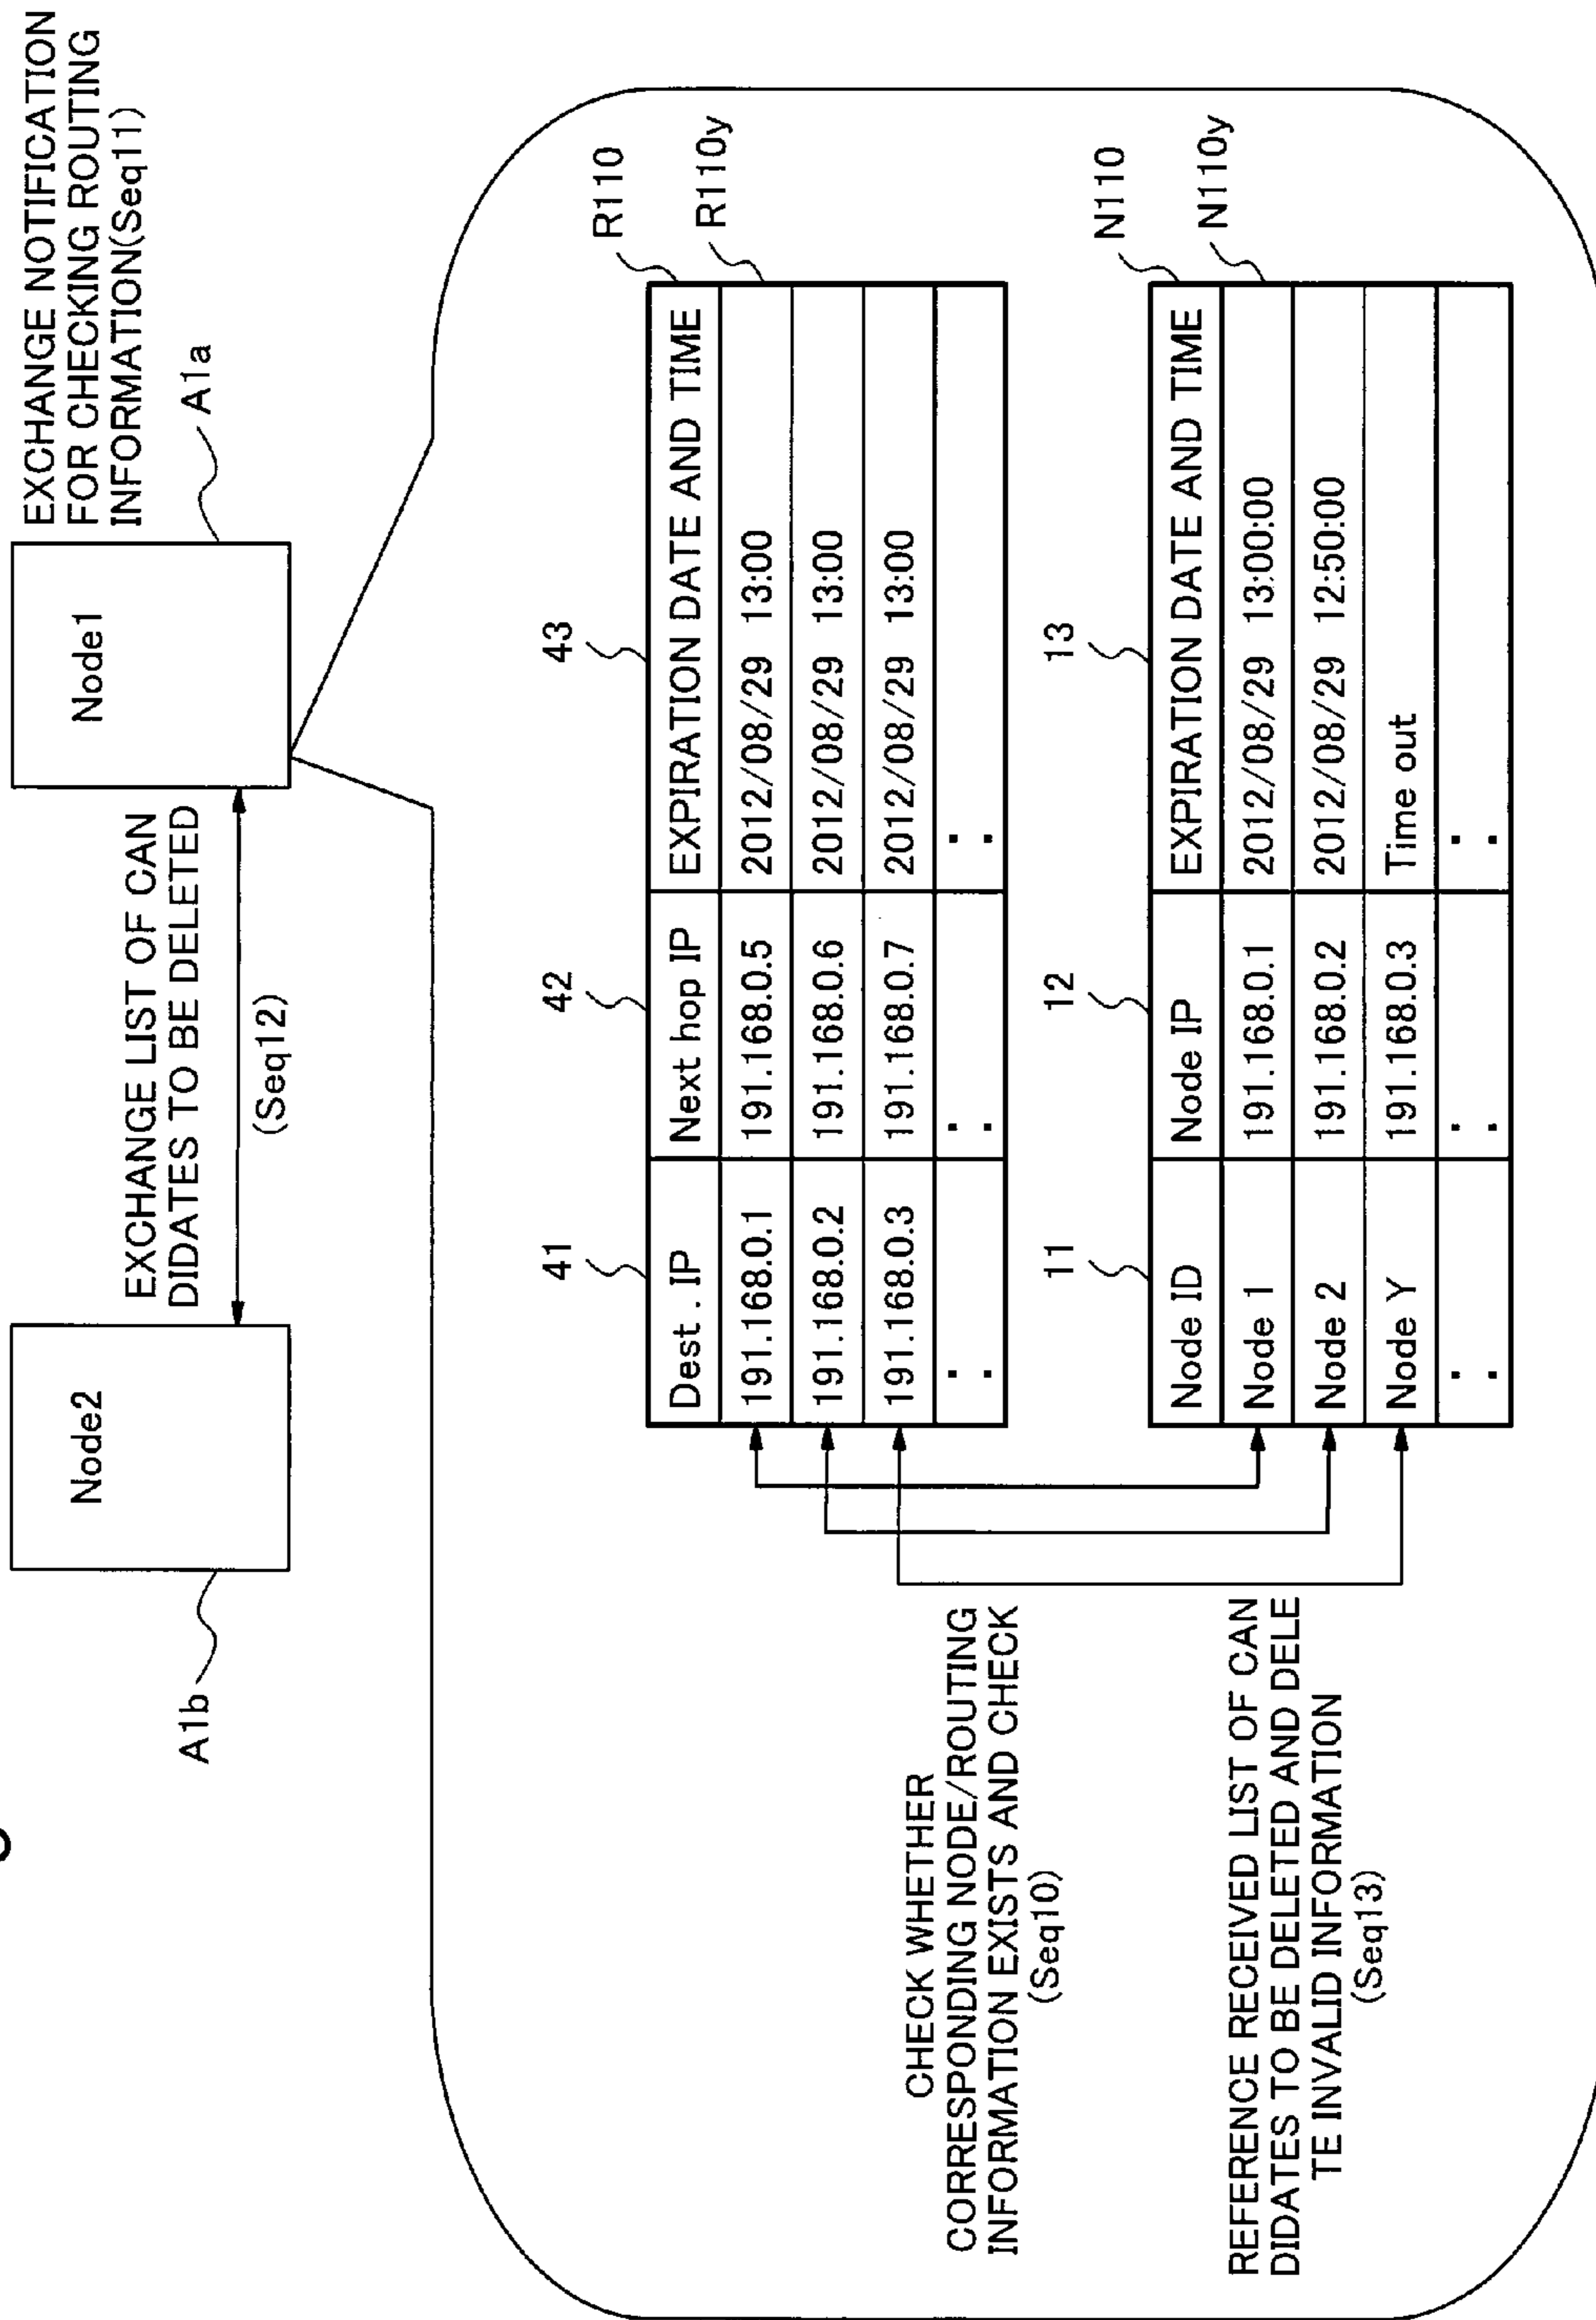 EXCHANGE NOTIFICATION
FOR CHECKING ROUTING
INFORMATION(Seq11)
Node2
Node1
A1b
A1a
EXCHANGE LIST OF CAN
DIDATES TO BE DELETED
(Seq12)
41
42
43
R110
R110y
Dest . IP Next hop IP EXPIRATION DATE AND TIME
191.168.0.1 191.168.0.5 2012/08/29 13:00
191.168.0.2 191.168.0.6 2012/08/29 13:00
191.168.0.3 191.168.0.7 2012/08/29 13:00
: : :
CHECK WHETHER
CORRESPONDING NODE/ROUTING
INFORMATION EXISTS AND CHECK
(Seq10)
11
12
13
N110
N110y
Node ID Node IP EXPIRATION DATE AND TIME
Node 1 191.168.0.1 2012/08/29 13:00:00
Node 2 191.168.0.2 2012/08/29 12:50:00
Node Y 191.168.0.3 Time out
: : :
REFERENCE RECEIVED LIST OF CAN
DIDATES TO BE DELETED AND DELE
TE INVALID INFORMATION
(Seq13)